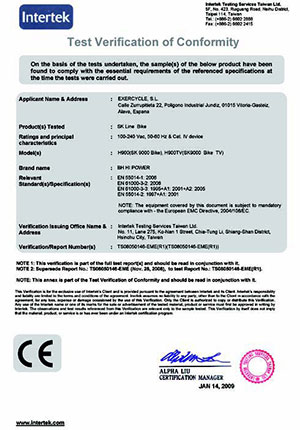 Intertek
Intertek Testing Services Taiwan Ltd.
5F, No. 423, Ruiguang Road, Neihu District,
Taipei 114, Taiwan
Tel.: (+886-2) 6602 2888
Fax: (+886-2) 6602 2415
Test Verification of Conformity
On the basis of the tests undertaken, the sample(s) of the below product have been
found to comply with the essential requirements of the referenced specifications at
the time the tests were carried out.
Applicant Name & Address : EXERCYCLE, S.L.
Calle Zurrupitieta 22, Poligono Industrial Jundiz, 01015 Vitoria-Gasteiz,
Alava, Espana
Product(s) Tested : SK Line Bike
Ratings and principal characteristics : 100-240 Vac, 50-60 Hz & Cat. IV device
Model(s) : H900(SK 9000 Bike), H900TV(SK9000 Bike TV)
Brand name : BH HI POWER
Relevant Standard(s)/Specification(s) : EN 55014-1: 2006
EN 61000-3-2: 2006
EN 61000-3-3: 1995+A1: 2001+A2: 2005
EN 55014-2: 1997+A1: 2001
NOTE: The equipment covered by this document is subject to mandatory
compliance with - the European EMC Directive, 2004/108/EC.
Verification Issuing Office Name & Address : Intertek Testing Services Taiwan Ltd.
No. 11, Lane 275, Ko-Nan 1 Street, Chia-Tung Li, Shiang-Shan District,
Hsinchu City, Taiwan
Verification/Report Number(s) : TS08050146-EME(R1)/TS08050146-EME(R1)
NOTE 1: This verification is part of the full test report(s) and should be read in conjunction with it.
NOTE 2: Supersede Report No.: TS08050146-EME (Nov. 28, 2008), to test Report No.: TS08050146-EME(R1).
NOTE: This annex is part of the Test Verification of Conformity and should be read in conjunction with it.
This Verification is for the exclusive use of Intertek's Client and is provided pursuant to the agreement between Intertek and its Client. Intertek's responsibility
and liability are limited to the terms and conditions of the agreement. Intertek assumes no liability to any party, other than to the Client in accordance with the
agreement, for any loss, expense or damage occasioned by the use of this Verification. Only the Client is authorized to copy or distribute this Verification.
Any use of the Intertek name or one of its marks for the sale or advertisement of the tested material, product or service must first be approved in writing by
Intertek. The observations and test results referenced from this Verification are relevant only to the sample tested. This Verification by itself does not imply
that the material, product, or service is or has ever been under an Intertek certification program.
CE
ALPHA LIU
CERTIFICATION MANAGER
JAN 14, 2009
www.intertek.com